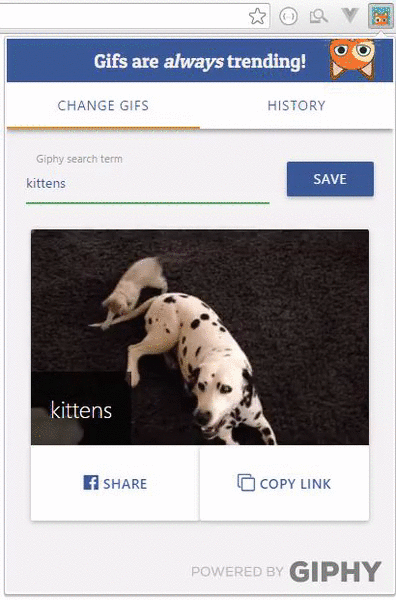 Gifs are always trending!
CHANGE GIFS
HISTORY
Giphy search term
kittens
SAVE
kittens
SHARE
COPY LINK
POWERED BY GIPHY